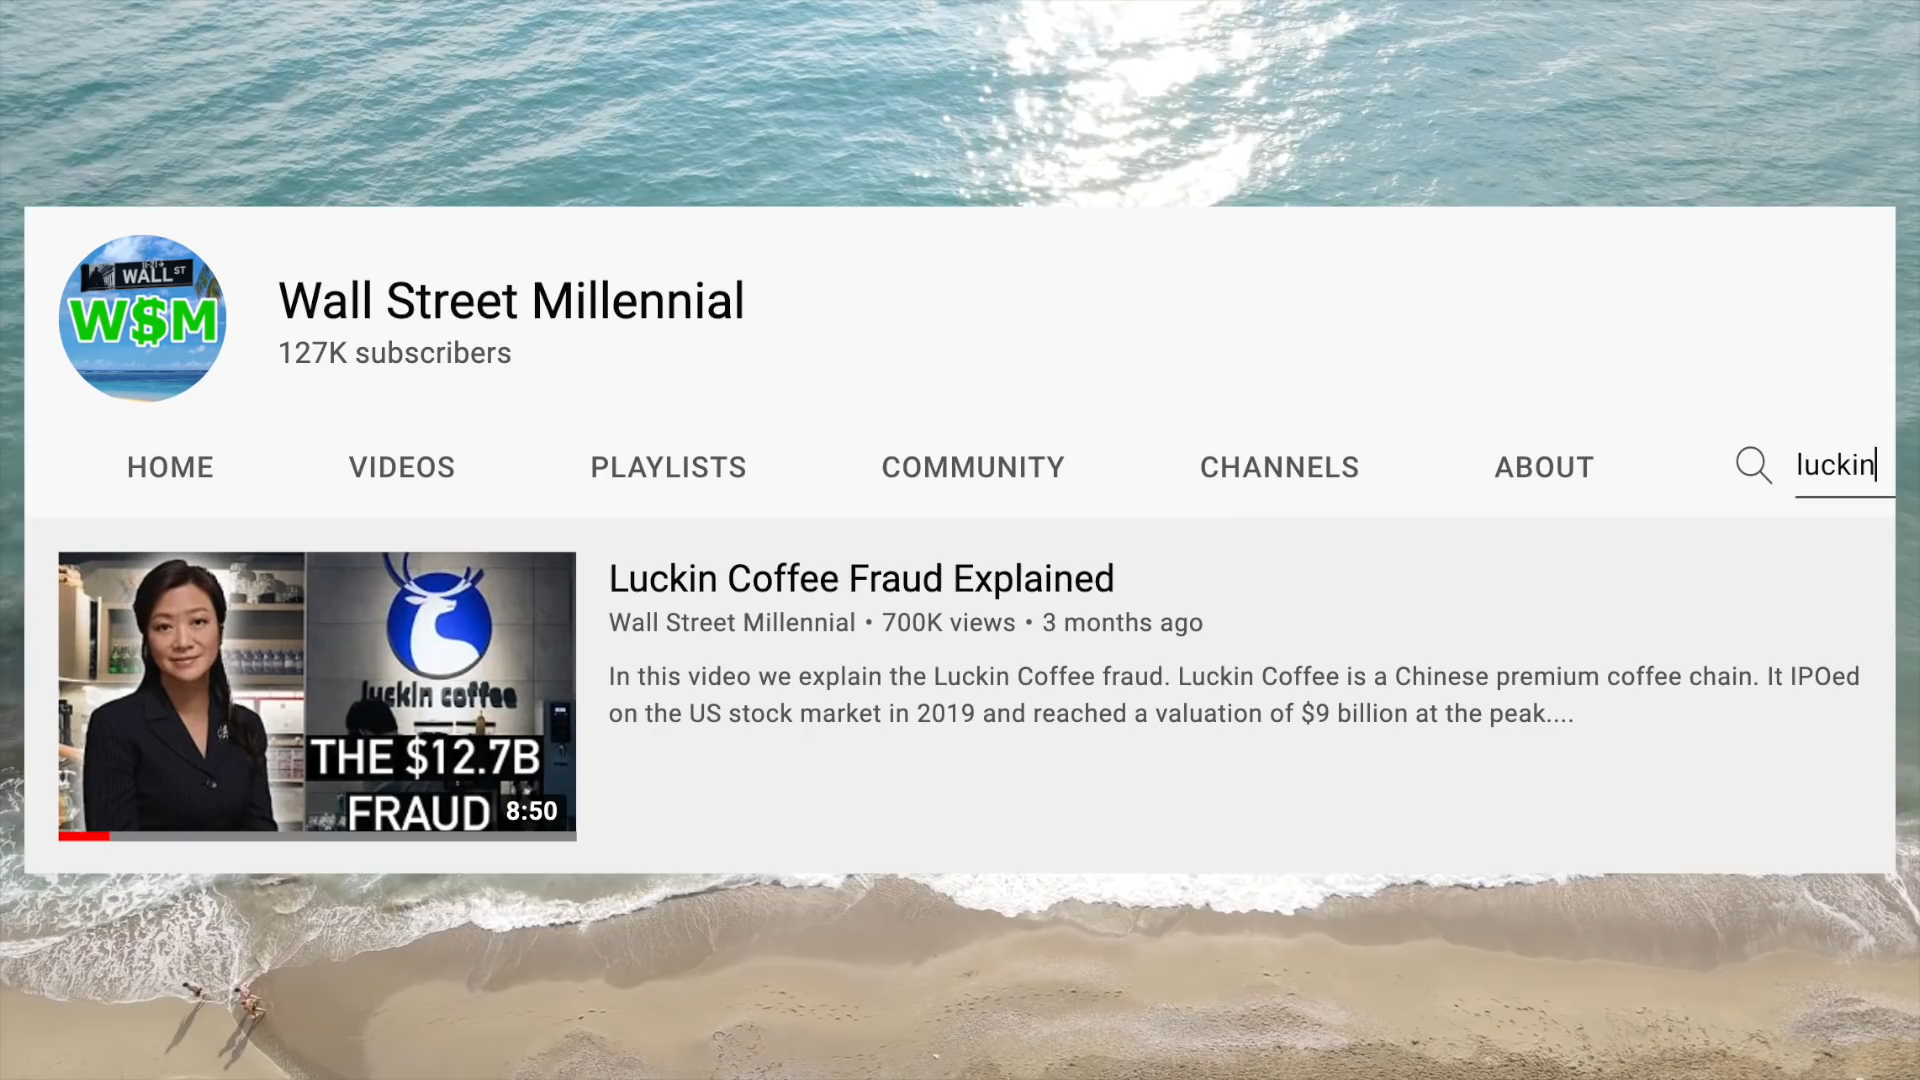 WALL ST
W$M
Wall Street Millennial
127K subscribers
HOME
VIDEOS
PLAYLISTS
COMMUNITY
CHANNELS
ABOUT
luckin
luckin coffee
THE $12.7B
FRAUD
8:50
Luckin Coffee Fraud Explained
Wall Street Millennial • 700K views • 3 months ago
In this video we explain the Luckin Coffee fraud. Luckin Coffee is a Chinese premium coffee chain. It IPOed
on the US stock market in 2019 and reached a valuation of $9 billion at the peak....